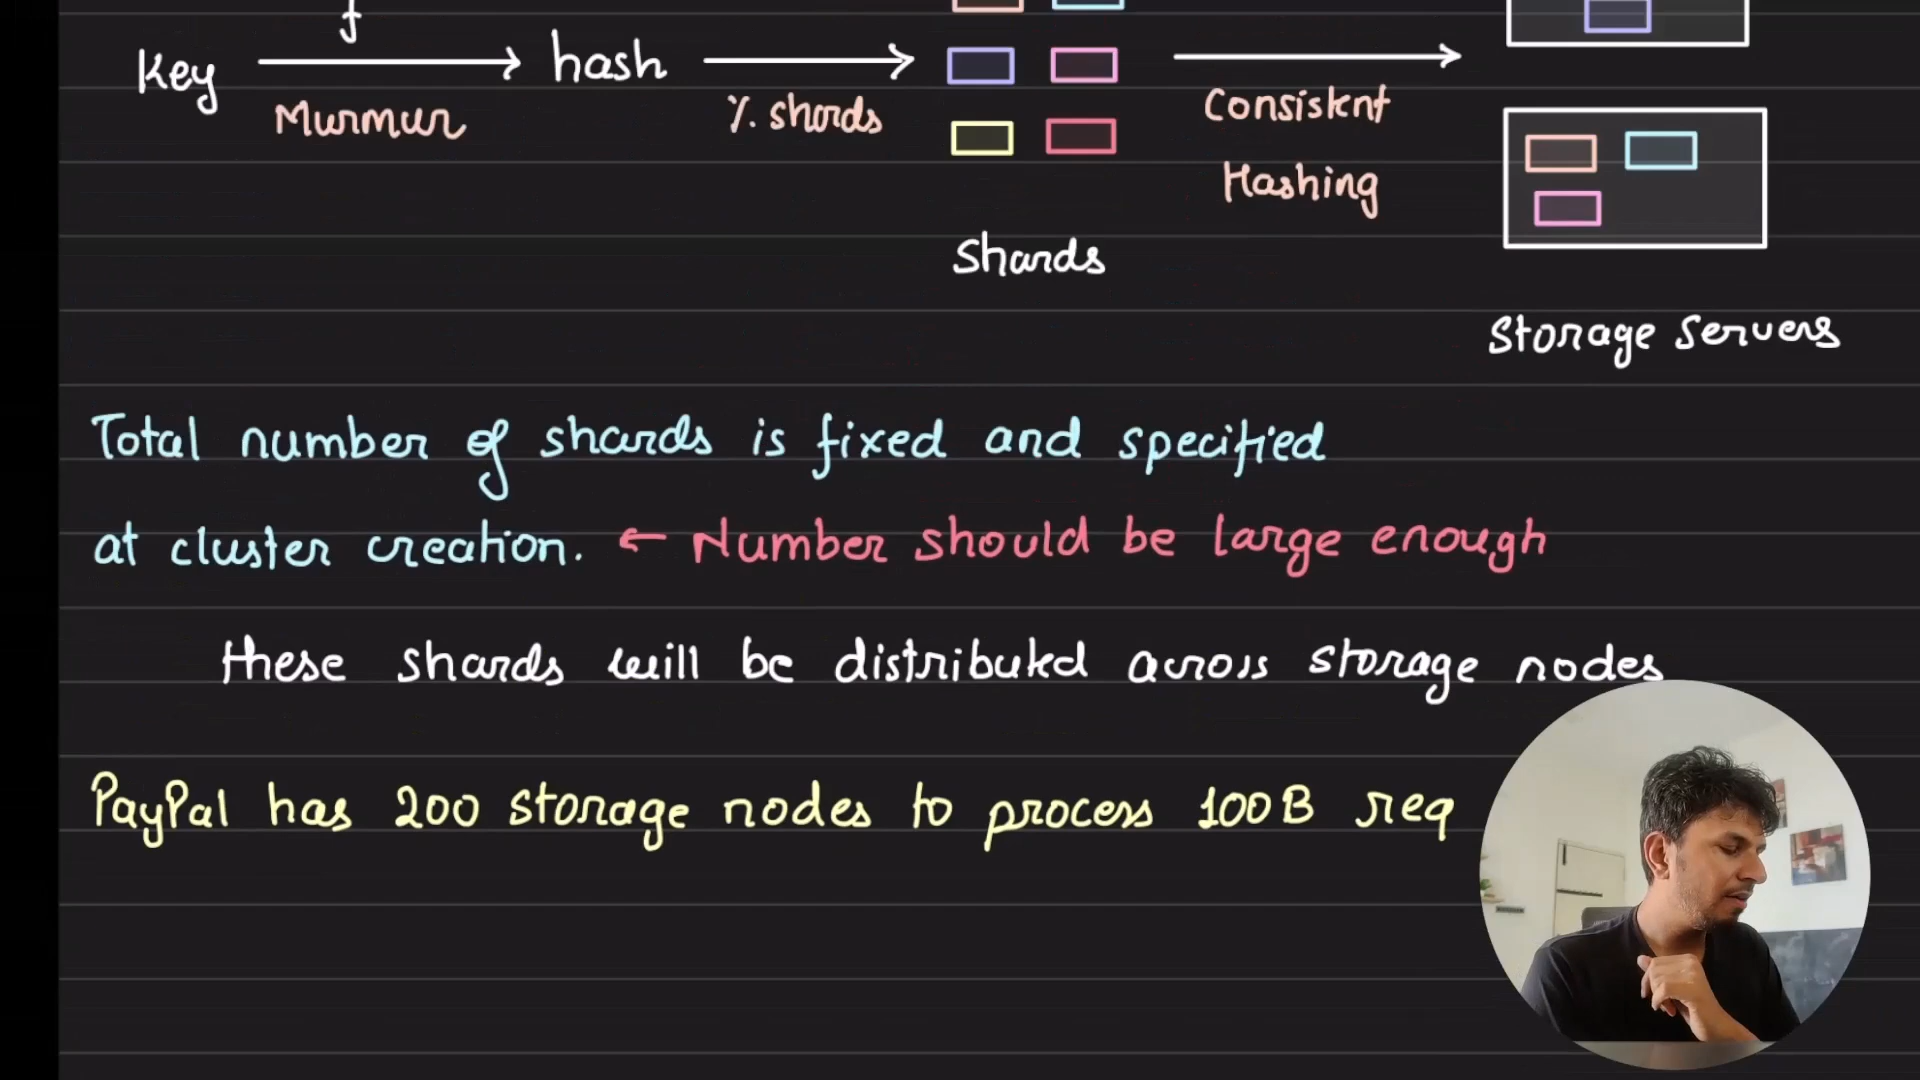 f
Key hash
Murmur % shards Consistent
Hashing
Shards
Storage Servers
Total number of shards is fixed and specified
at cluster creation. ← Number should be large enough
these shards will be distributed across storage nodes
PayPal has 200 storage nodes to process 100B req